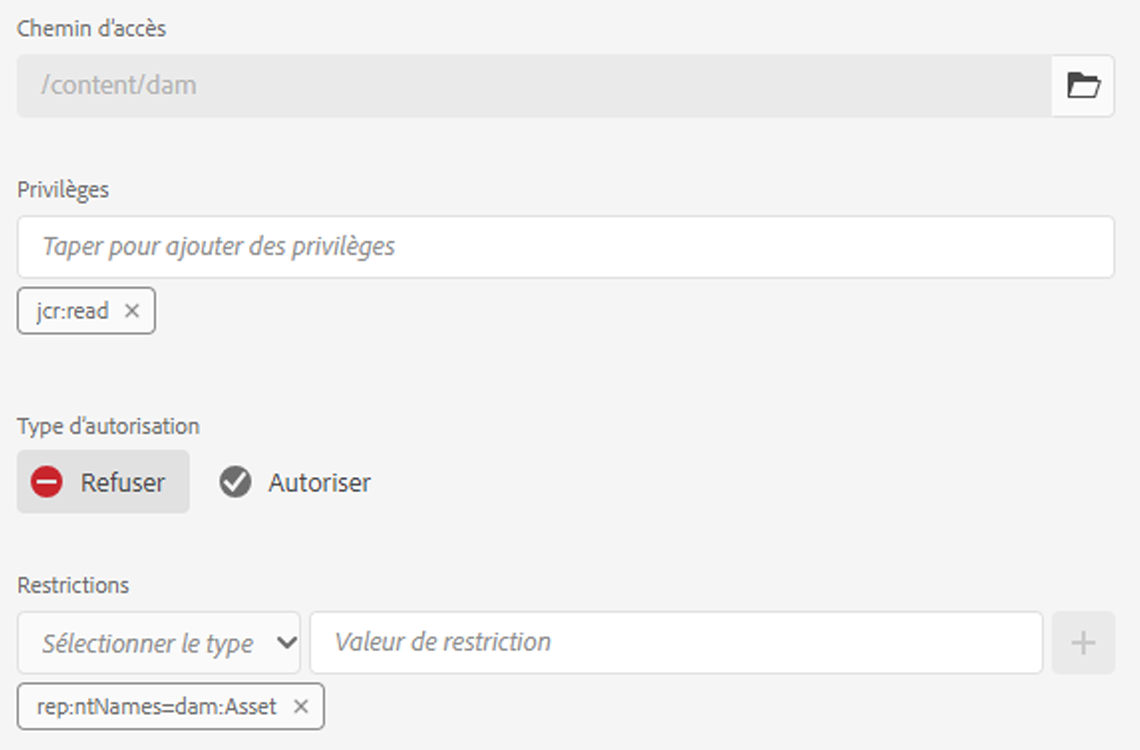 Chemin d'accès
/content/dam
Privilèges
Taper pour ajouter des privilèges
jcr:read
Type d'autorisation
Refuser Autoriser
Restrictions
Sélectionner le type Valeur de restriction
rep:ntNames=dam:Asset